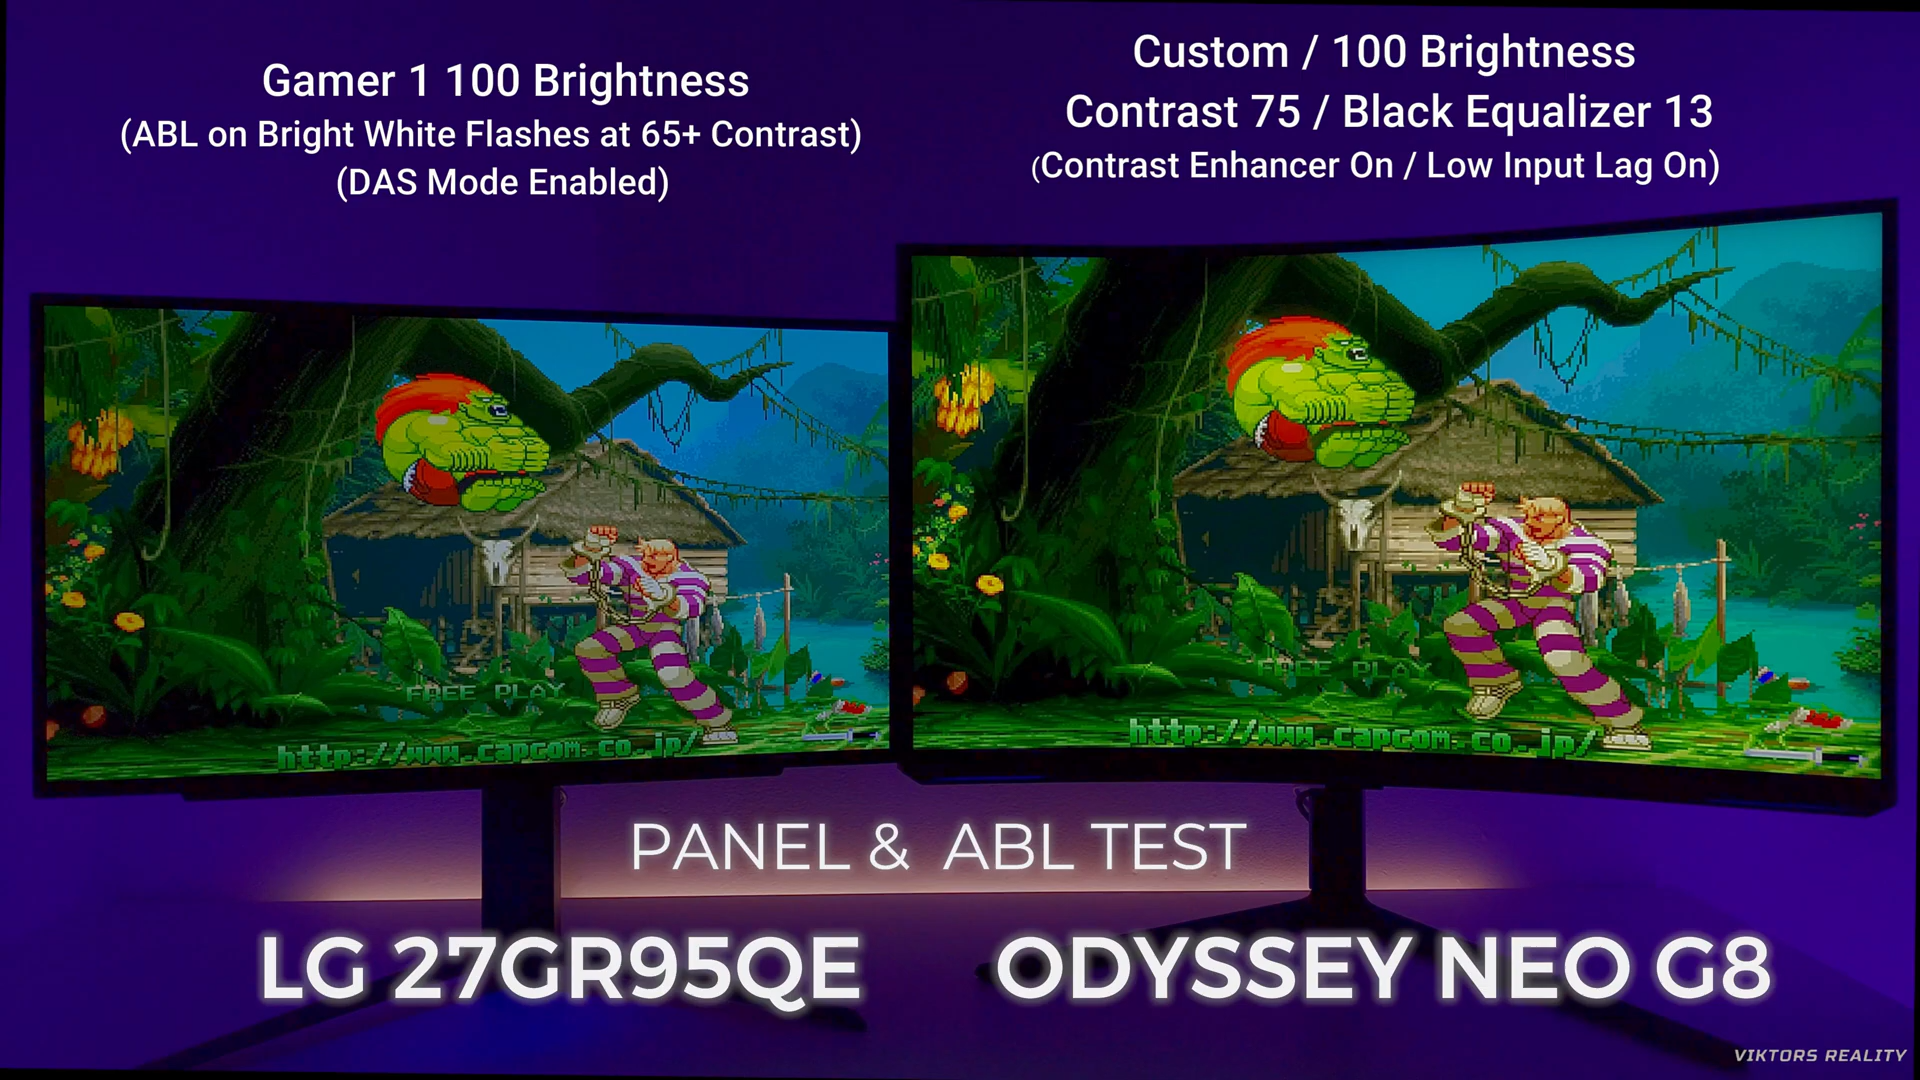 Gamer 1 100 Brightness
(ABL on Bright White Flashes at 65+ Contrast)
(DAS Mode Enabled)
Custom / 100 Brightness
Contrast 75 / Black Equalizer 13
(Contrast Enhancer On / Low Input Lag On)
FREE PLAY
http://www.capcom.co.jp/
FREE PLAY
http://www.capcom.co.jp/
PANEL & ABL TEST
LG 27GR95QE
ODYSSEY NEO G8
VIKTORS REALITY